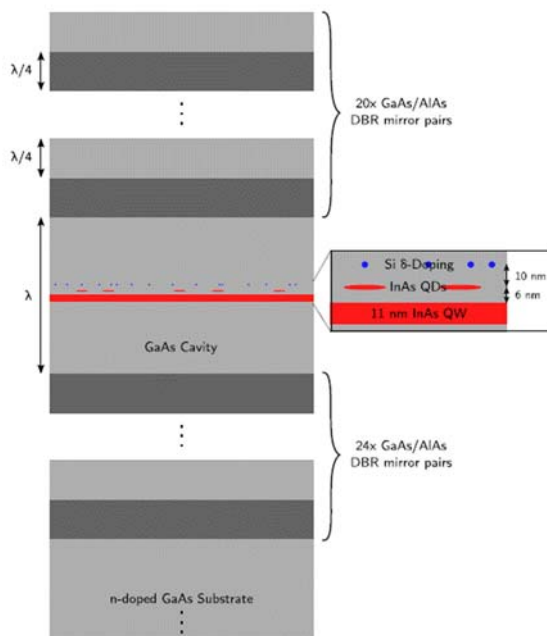 λ/4
20x GaAs/AlAs
DBR mirror pairs
λ/4
λ
Si δ-Doping
10 nm
InAs QDs
6 nm
11 nm InAs QW
GaAs Cavity
24x GaAs/AlAs
DBR mirror pairs
n-doped GaAs Substrate